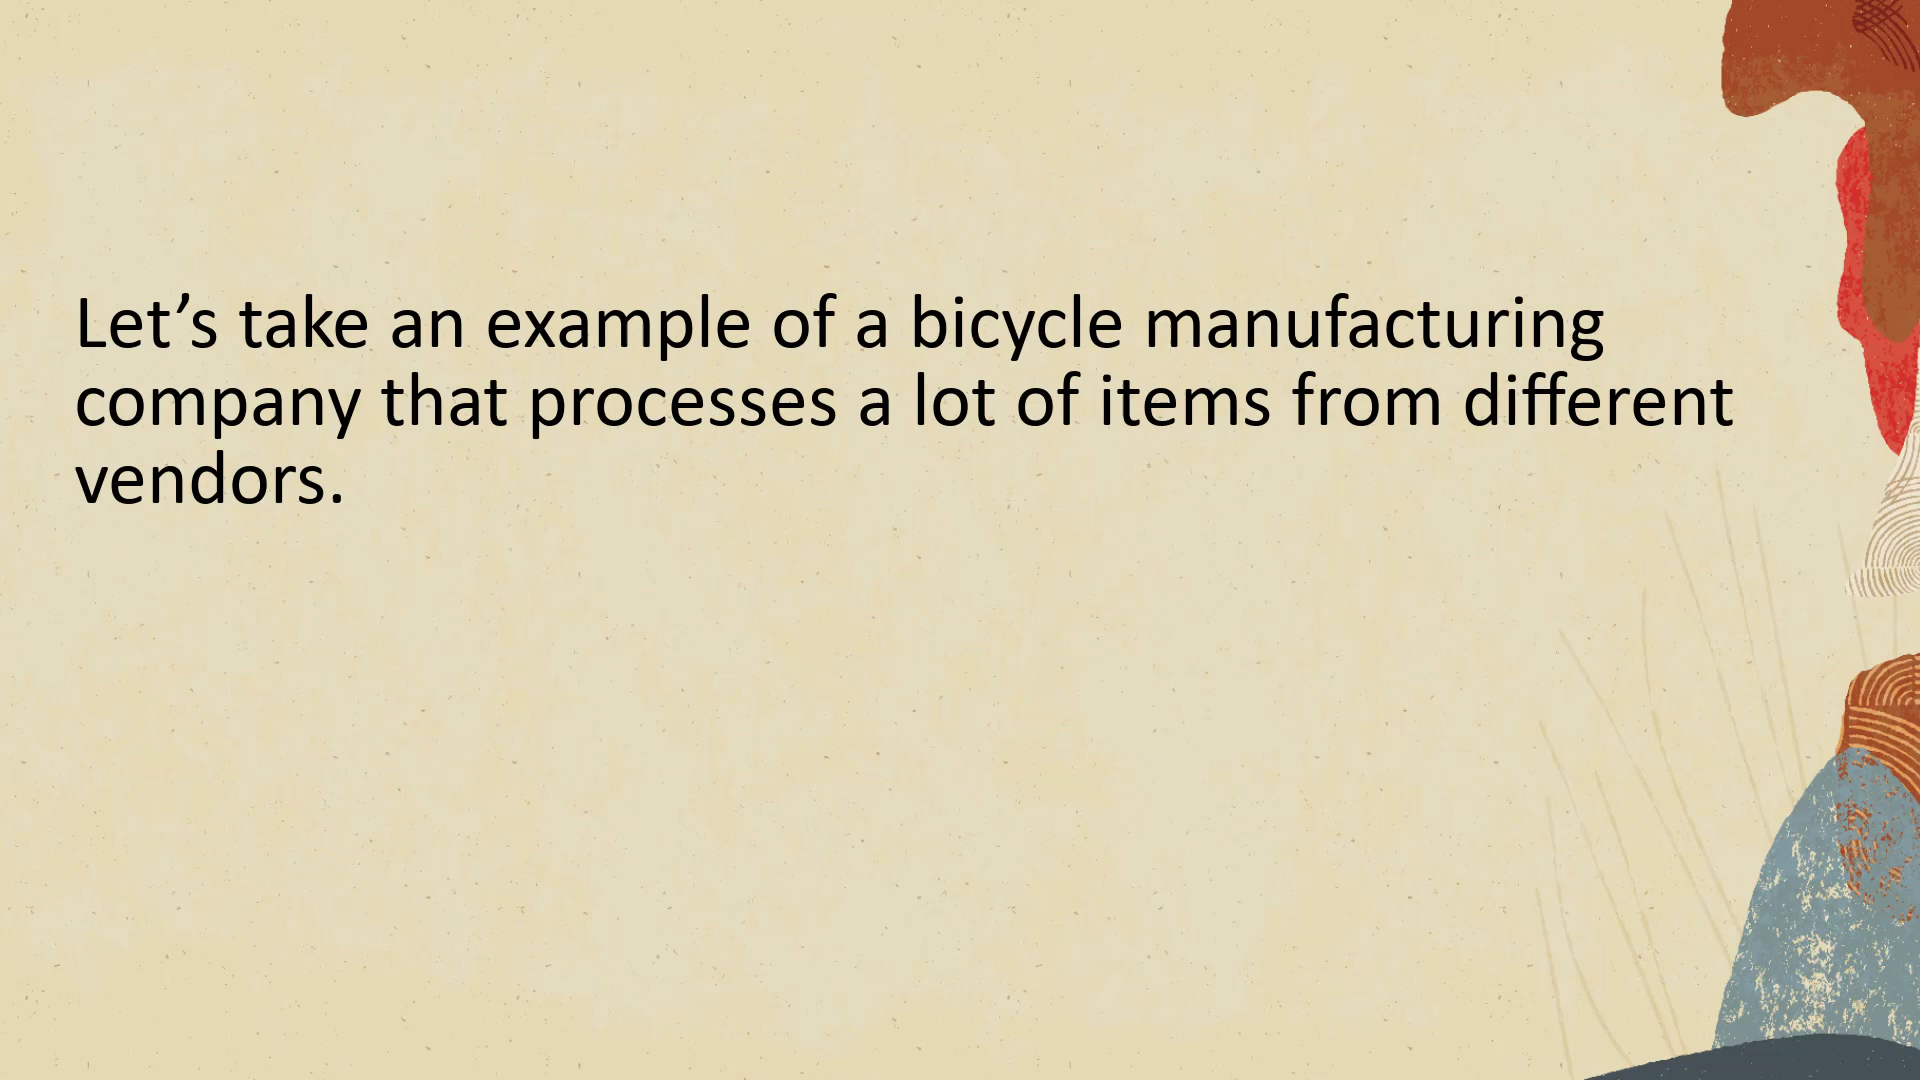 Let’s take an example of a bicycle manufacturing
company that processes a lot of items from different
vendors.